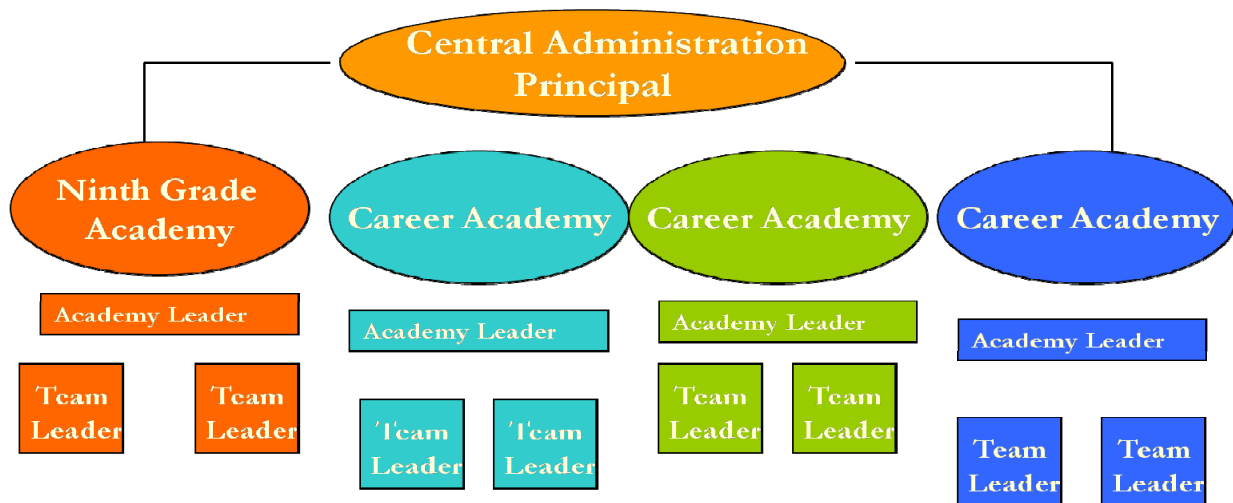 Central Administration
Principal
Ninth Grade
Academy
Career Academy
Career Academy
Career Academy
Academy Leader
Academy Leader
Academy Leader
Academy Leader
Team
Leader
Team
Leader
Team
Leader
Team
Leader
Team
Leader
Team
Leader
Team
Leader
Team
Leader